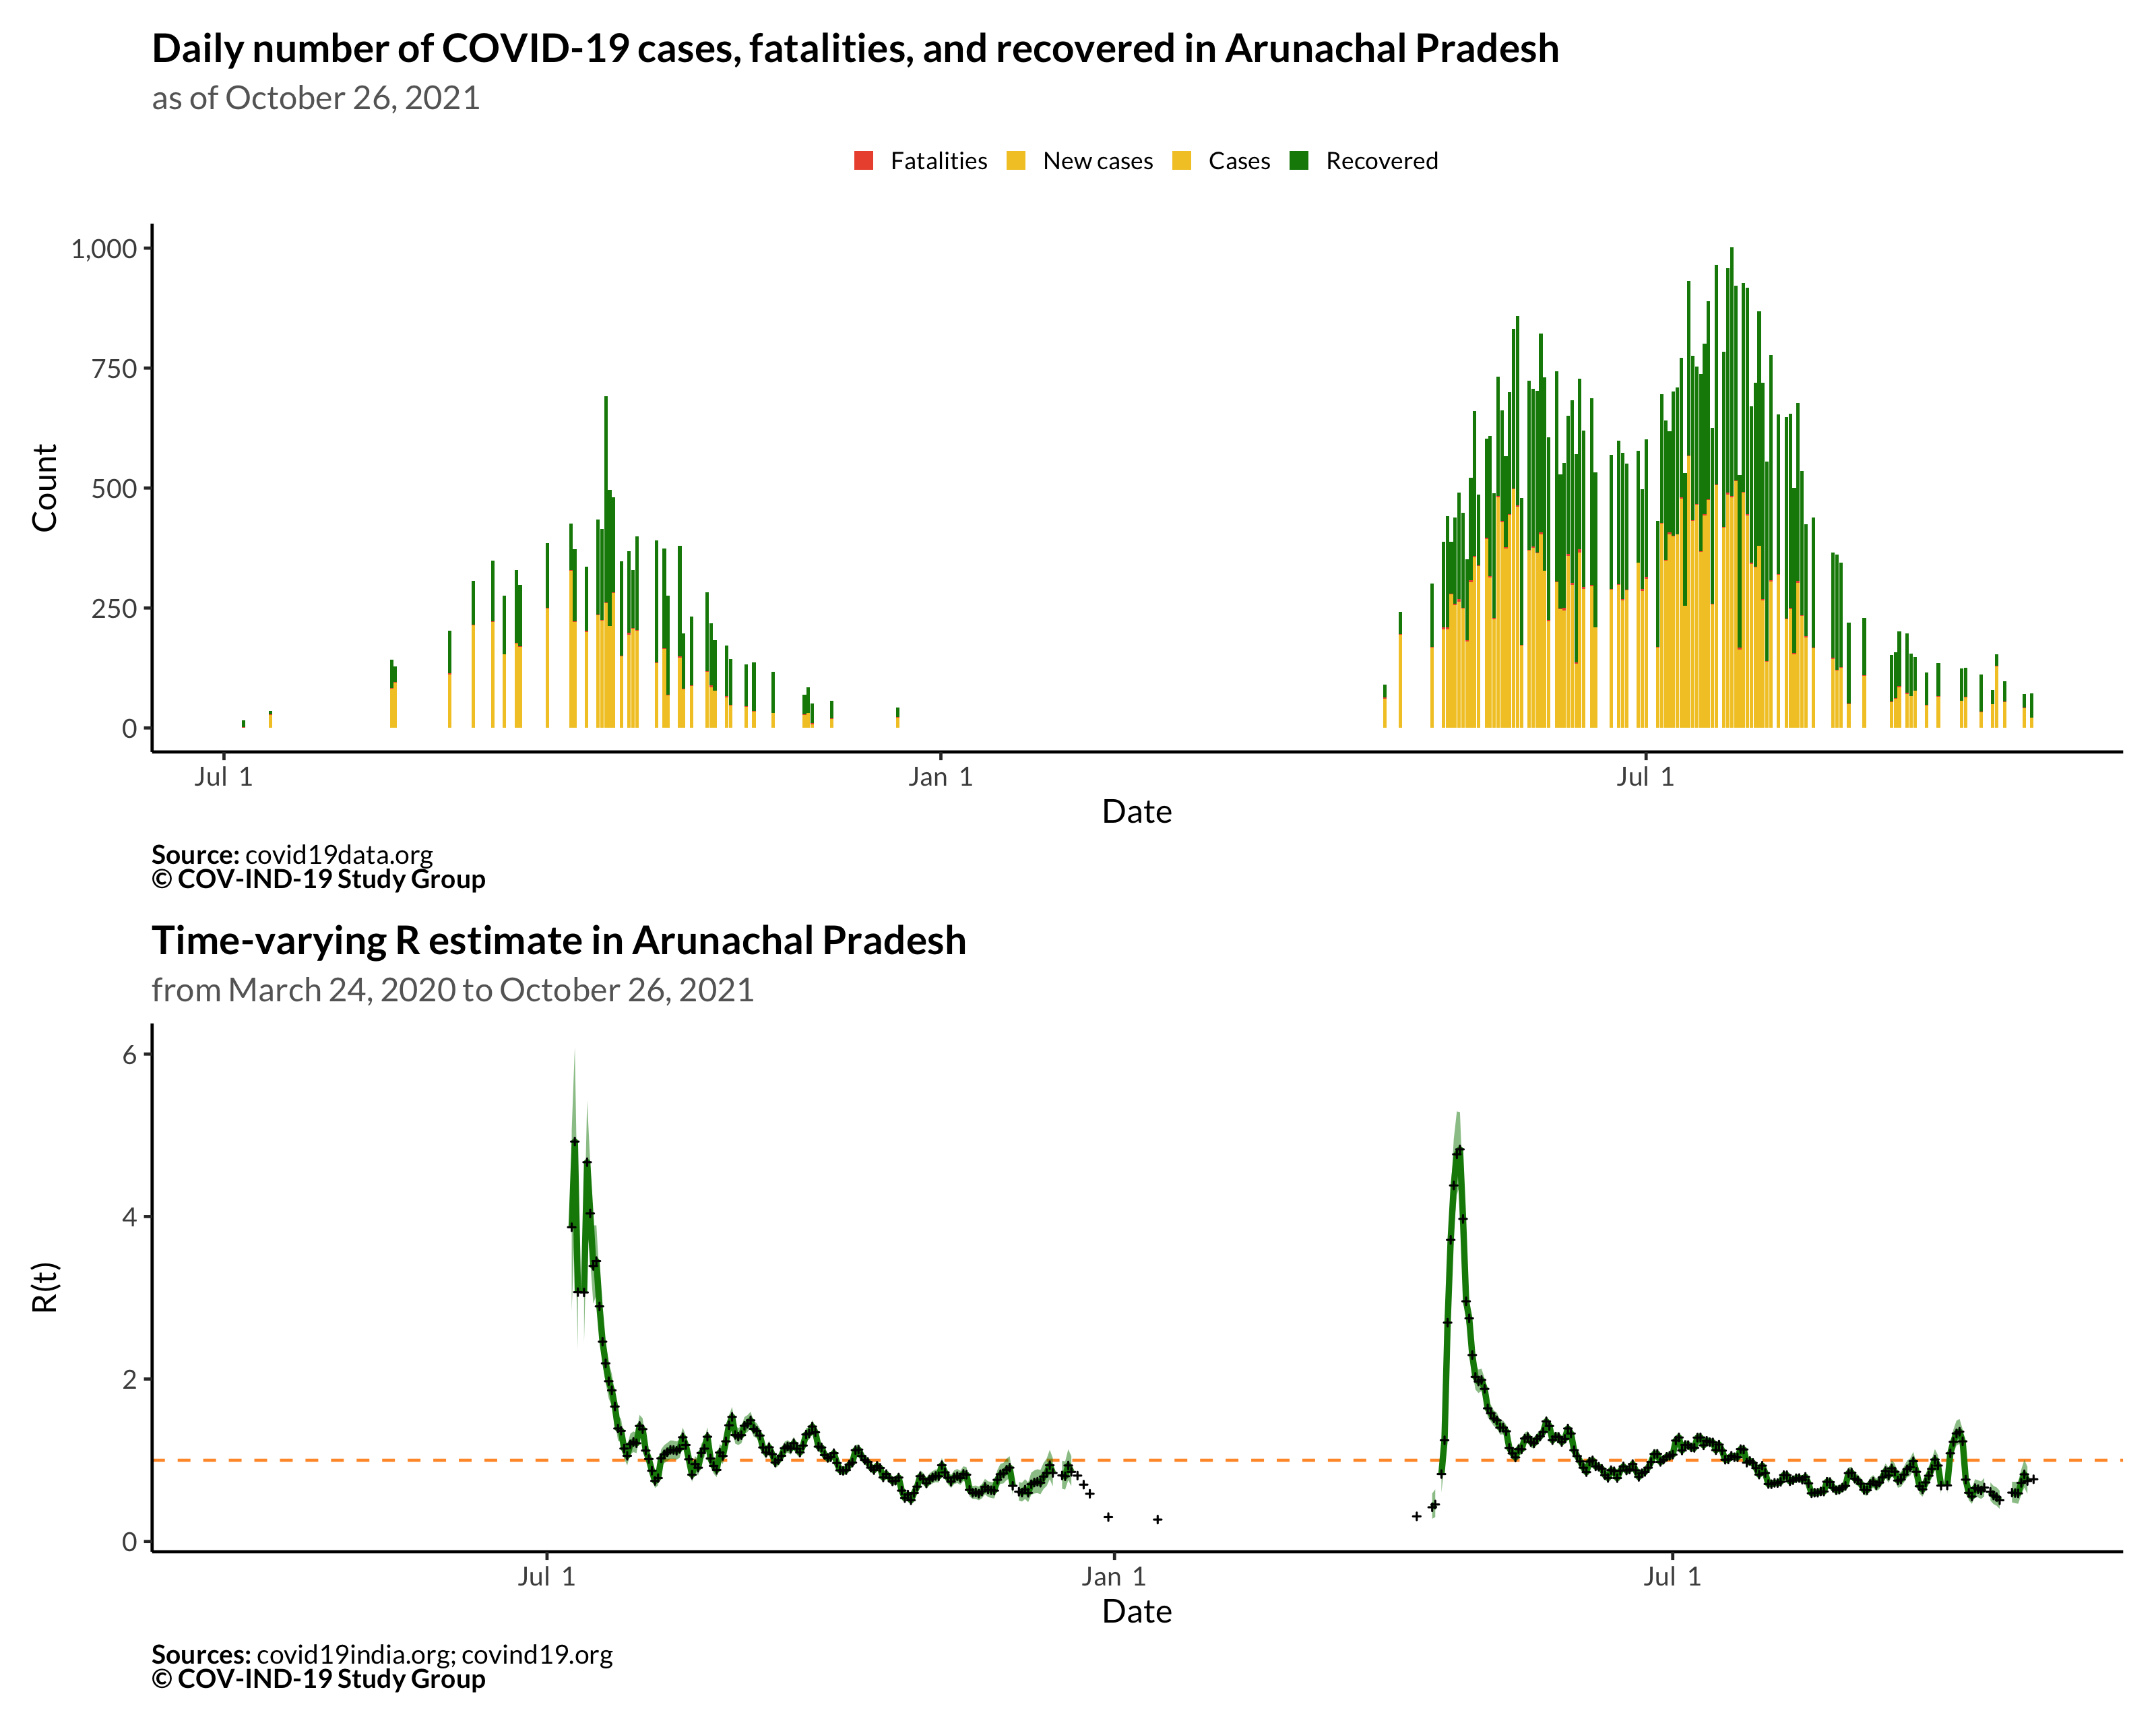 Daily number of COVID-19 cases, fatalities, and recovered in Arunachal Pradesh
as of October 26, 2021
Fatalities New cases Cases Recovered
1,000
750
500
250
0
Count
Jul 1 Jan 1 Jul 1
Date
Source: covid19data.org
© COV-IND-19 Study Group
Time-varying R estimate in Arunachal Pradesh
from March 24, 2020 to October 26, 2021
6
4
2
0
R(t)
Jul 1 Jan 1 Jul 1
Date
Sources: covid19india.org; covind19.org
© COV-IND-19 Study Group